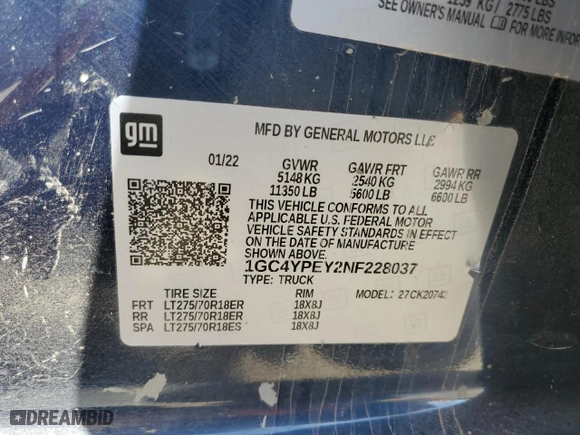 1259 KG/ 2775 LBS
SEE OWNER'S MANUAL FOR MORE INFO
gm
MFD BY GENERAL MOTORS LLC
01/22 GVWR GAWR FRT GAWR RR
5148 KG 2540 KG 2994 KG
11350 LB 5600 LB 6600 LB
THIS VEHICLE CONFORMS TO ALL
APPLICABLE U.S. FEDERAL MOTOR
VEHICLE SAFETY STANDARDS IN EFFECT
ON THE DATE OF MANUFACTURE
SHOWN ABOVE.
1GC4YPEY2NF228037
TYPE: TRUCK
TIRE SIZE RIM MODEL: 27CK20743
FRT LT275/70R18ER 18X8J
RR LT275/70R18ER 18X8J
SPA LT275/70R18ES 18X8J
DREAMBID